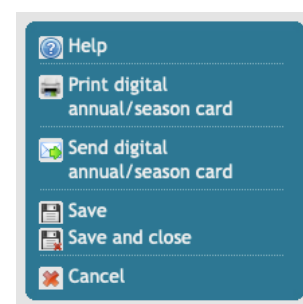 Help
Print digital
annual/season card
Send digital
annual/season card
Save
Save and close
Cancel